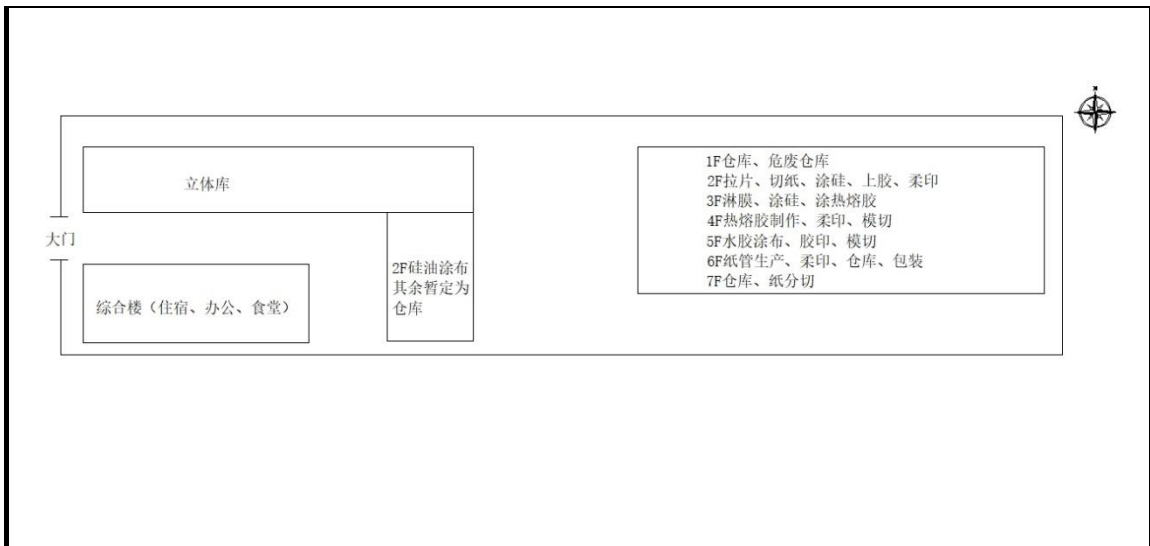 立体库
大门
综合楼（住宿、办公、食堂）
2F硅油涂布
其余暂定为
仓库
1F仓库、危废仓库
2F拉片、切纸、涂硅、上胶、柔印
3F淋膜、涂硅、涂热熔胶
4F热熔胶制作、柔印、模切
5F水胶涂布、胶印、模切
6F纸管生产、柔印、仓库、包装
7F仓库、纸分切